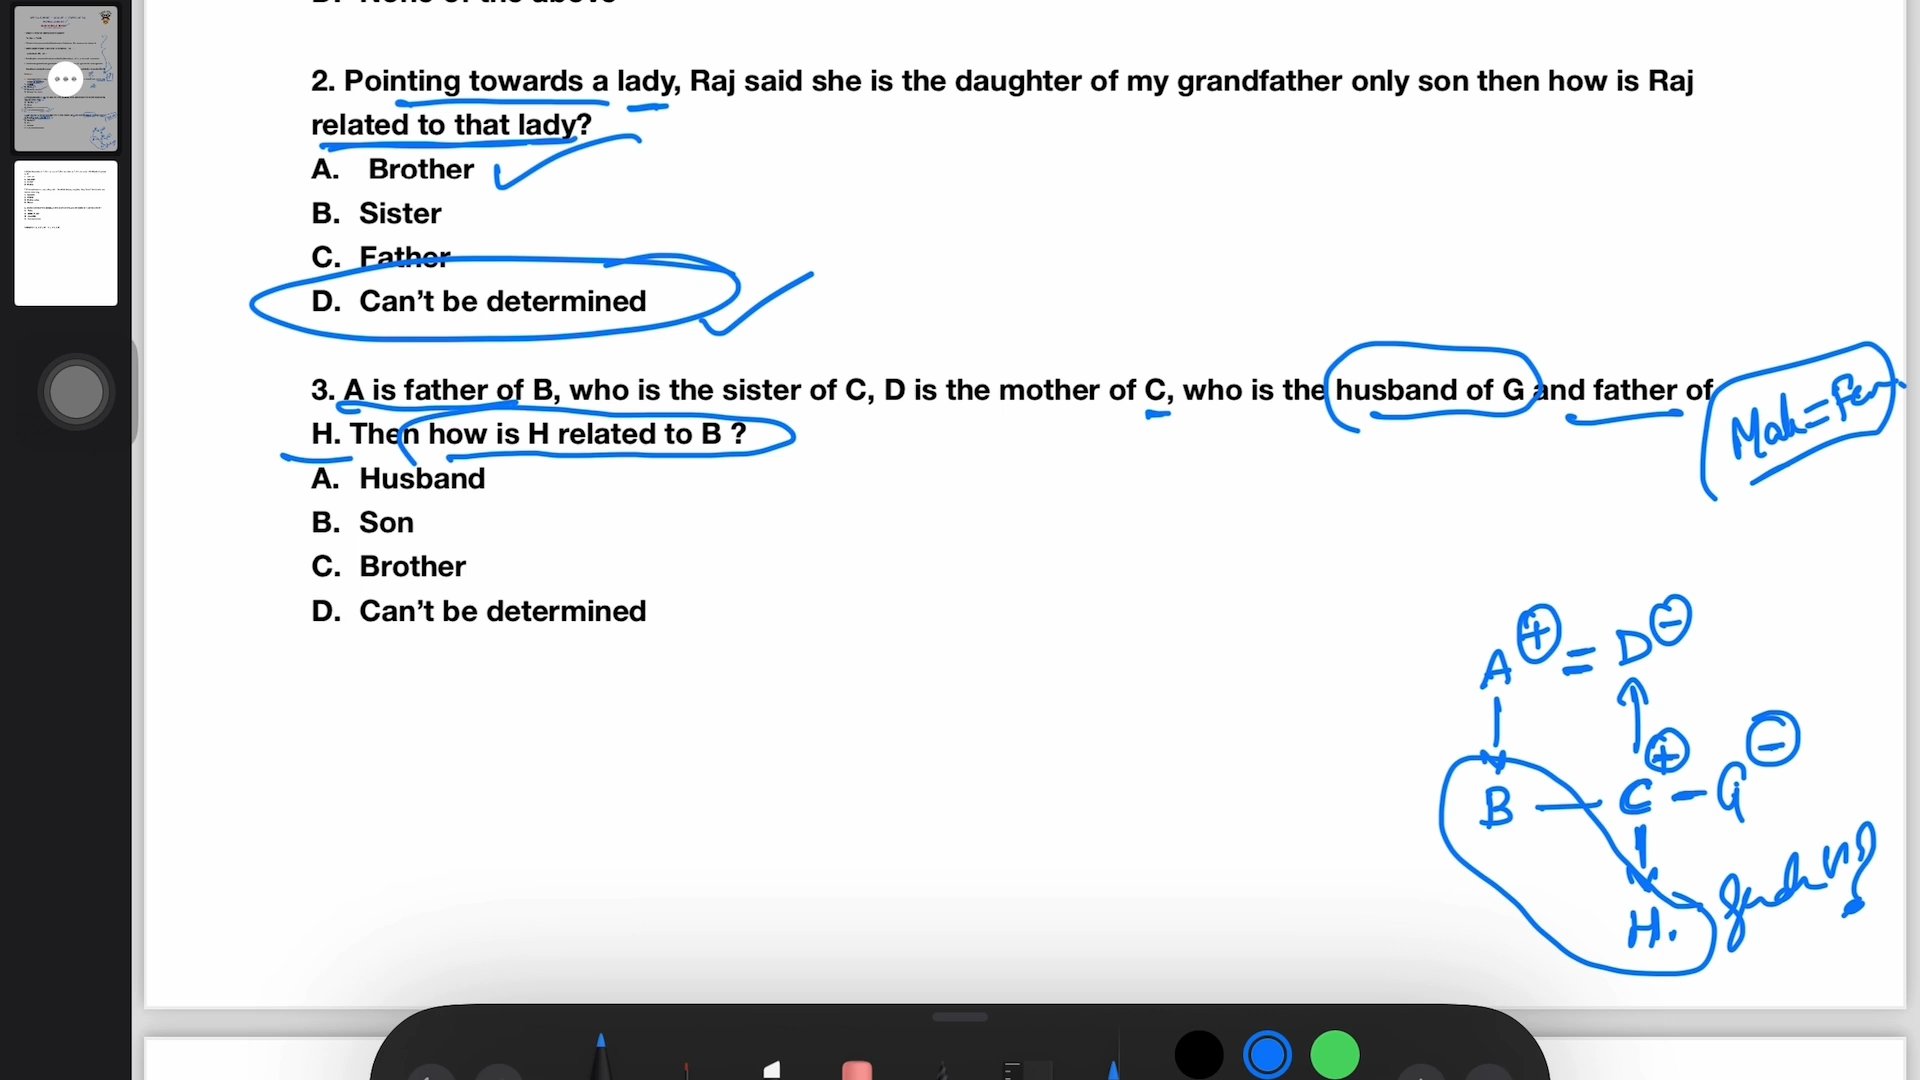 2. Pointing towards a lady, Raj said she is the daughter of my grandfather only son then how is Raj
related to that lady?
A. Brother
B. Sister
C. Father
D. Can’t be determined
3. A is father of B, who is the sister of C, D is the mother of C, who is the husband of G and father of
H. Then how is H related to B ?
A. Husband
B. Son
C. Brother
D. Can’t be determined
Male = Fem
A + = D -
B — C + - G -
H.